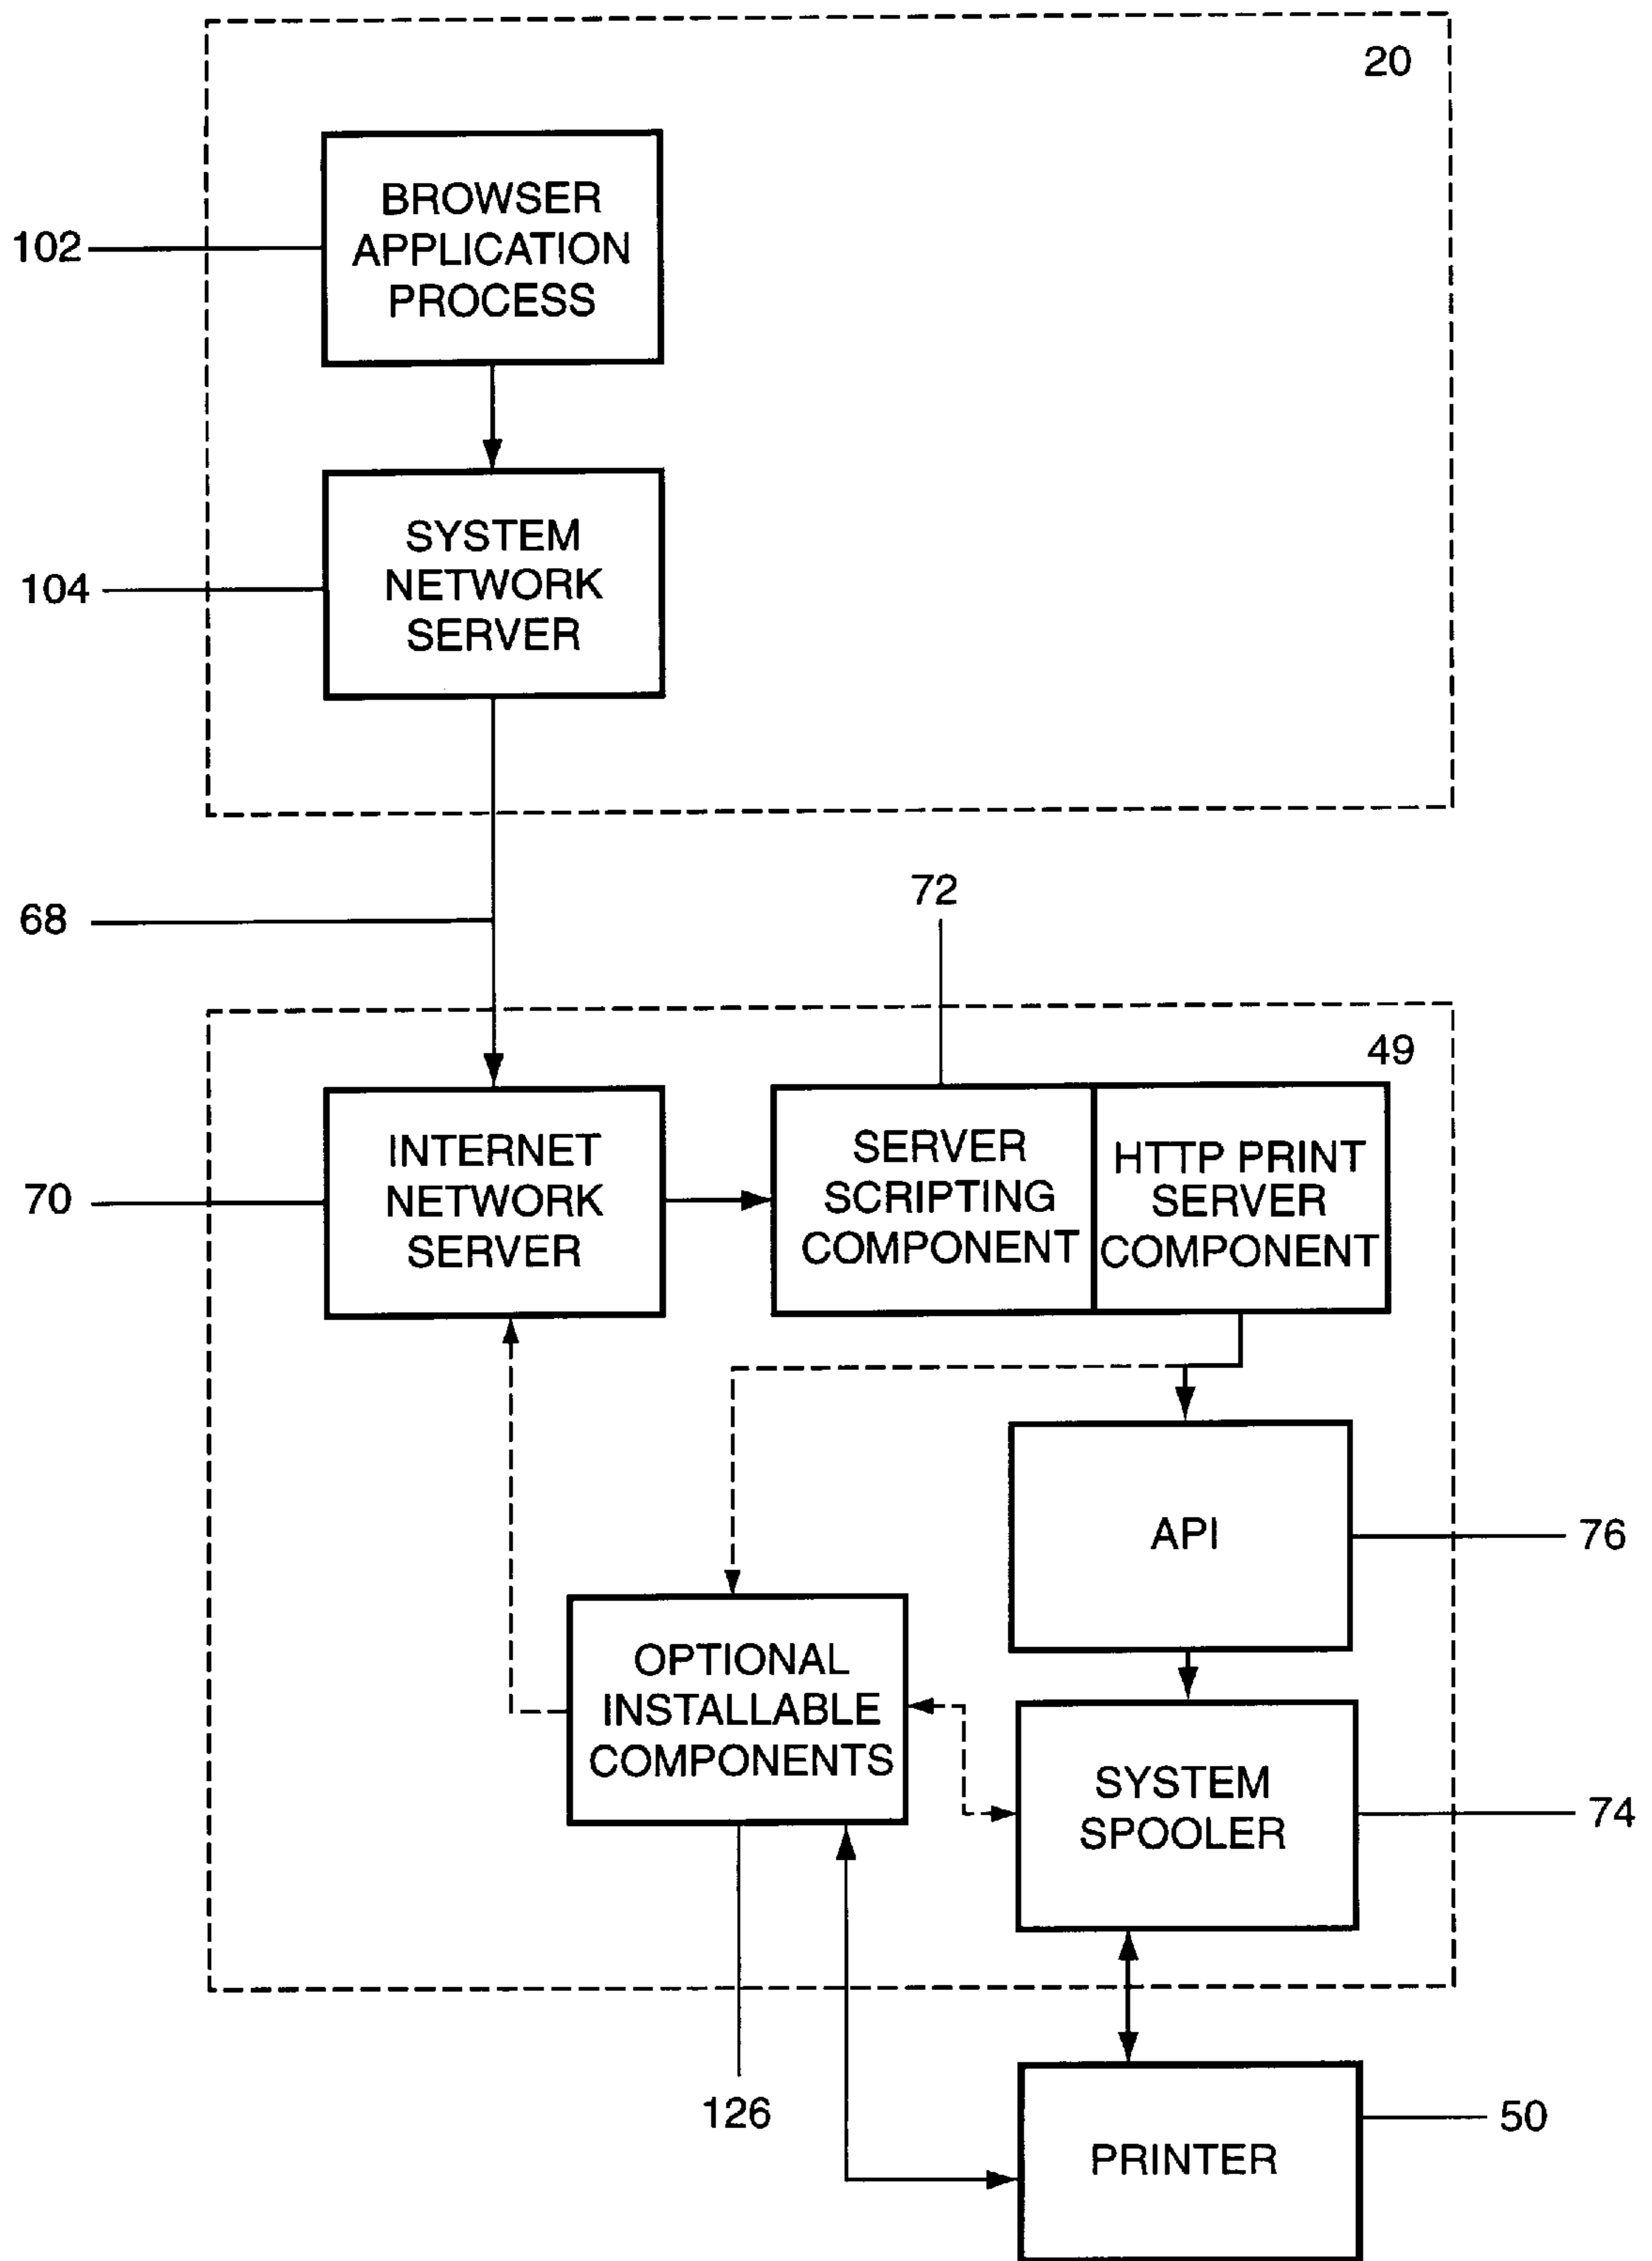 20
BROWSER
APPLICATION
PROCESS
102
SYSTEM
NETWORK
SERVER
104
68
72
49
INTERNET
NETWORK
SERVER
70
SERVER
SCRIPTING
COMPONENT
HTTP PRINT
SERVER
COMPONENT
API
76
OPTIONAL
INSTALLABLE
COMPONENTS
SYSTEM
SPOOLER
74
126
PRINTER
50